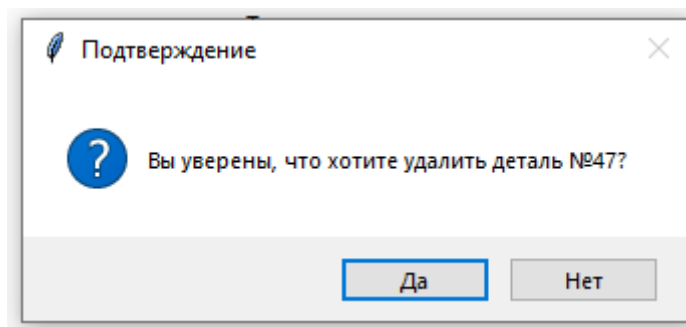 Подтверждение
Вы уверены, что хотите удалить деталь №47?
Да
Нет